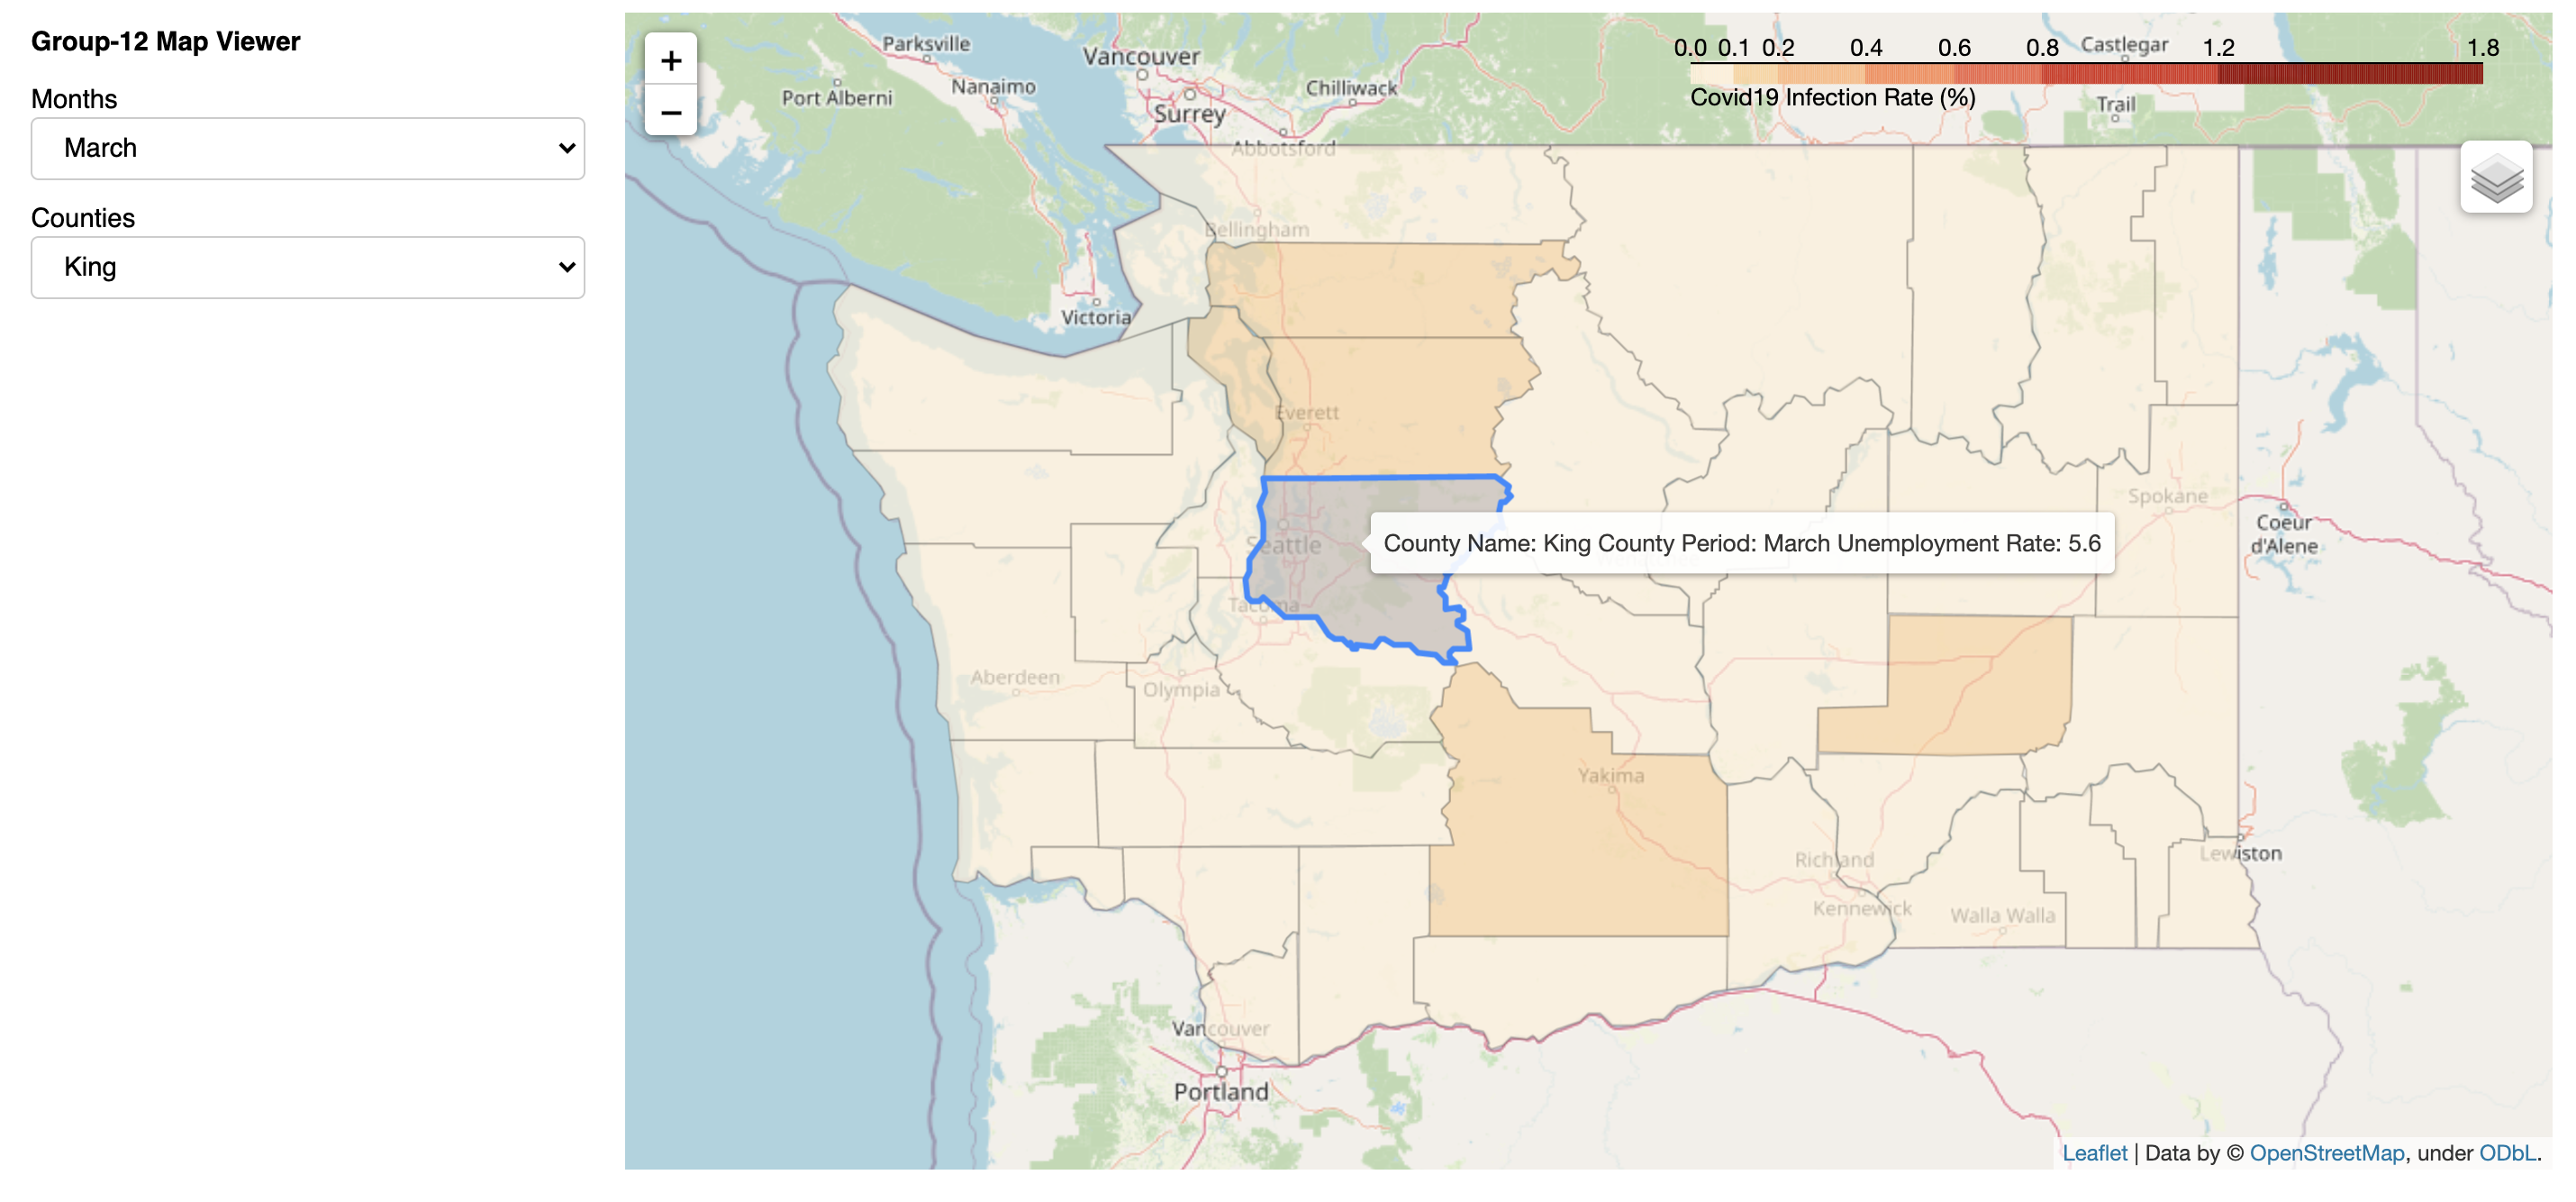 Group-12 Map Viewer
Months
March
Counties
King
+
−
Parksville
Vancouver
Port Alberni
Nanaimo
Chilliwack
Surrey
Abbotsford
0.0 0.1 0.2 0.4 0.6 0.8 1.2 1.8
Covid19 Infection Rate (%)
Castlegar
Trail
Bellingham
Victoria
Everett
Spokane
Coeur
d'Alene
Seattle
County Name: King County Period: March Unemployment Rate: 5.6
Tacoma
Aberdeen
Olympia
Yakima
Richland
Lewiston
Kennewick
Walla Walla
Vancouver
Portland
Leaflet | Data by © OpenStreetMap, under ODbL.